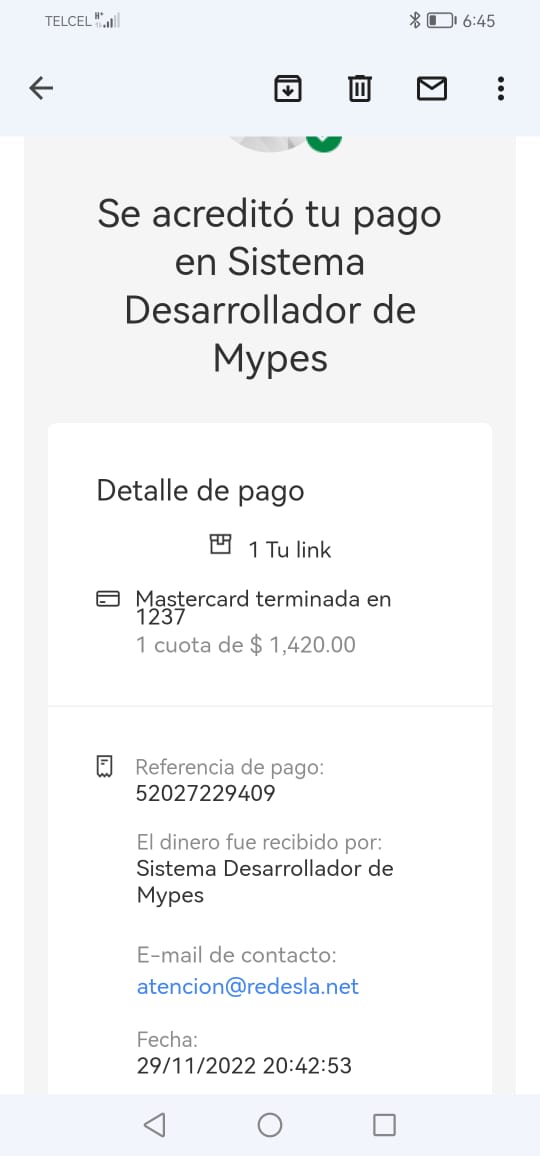 TELCEL H+ 6:45
Se acreditó tu pago
en Sistema
Desarrollador de
Mypes
Detalle de pago
1 Tu link
Mastercard terminada en
1237
1 cuota de $ 1,420.00
Referencia de pago:
52027229409
El dinero fue recibido por:
Sistema Desarrollador de
Mypes
E-mail de contacto:
atencion@redesla.net
Fecha:
29/11/2022 20:42:53